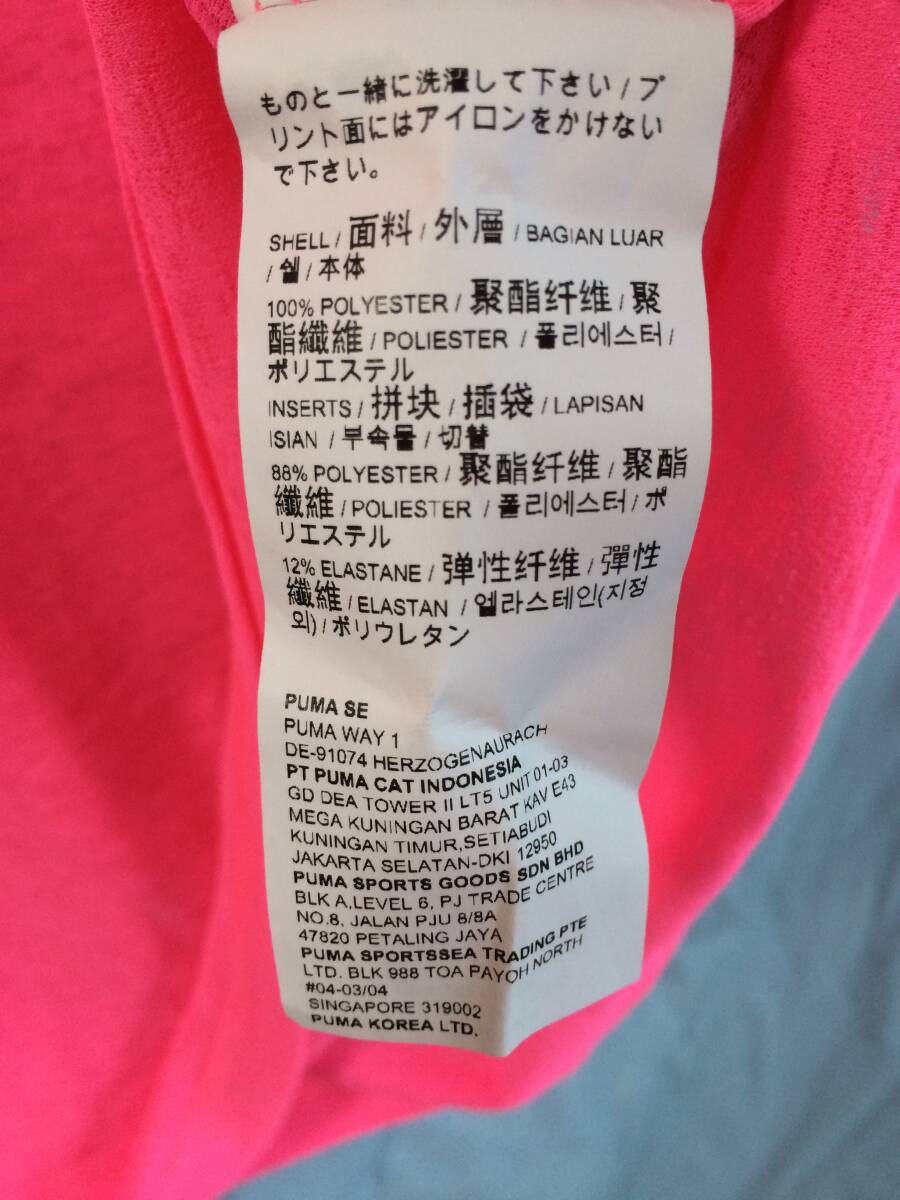 ものと一緒に洗濯して下さい / プ
リント面にはアイロンをかけない
で下さい。
SHELL / 面料 / 外層 / BAGIAN LUAR
/ 쉘 / 本体
100% POLYESTER / 聚酯纤维 / 聚
酯纖維 / POLIESTER / 폴리에스터 /
ポリエステル
INSERTS / 拼块 / 插袋 / LAPISAN
ISIAN / 부속물 / 切替
88% POLYESTER / 聚酯纤维 / 聚酯
纖維 / POLIESTER / 폴리에스터 / ポ
リエステル
12% ELASTANE / 弹性纤维 / 彈性
纖維 / ELASTAN / 엘라스테인(지정
외) / ポリウレタン
PUMA SE
PUMA WAY 1
DE-91074 HERZOGENAURACH
PT PUMA CAT INDONESIA
GD DEA TOWER II LT5 UNIT 01-03
MEGA KUNINGAN BARAT KAV E43
KUNINGAN TIMUR,SETIABUDI
JAKARTA SELATAN-DKI 12950
PUMA SPORTS GOODS SDN BHD
BLK A,LEVEL 6, PJ TRADE CENTRE
NO.8, JALAN PJU 8/8A
47820 PETALING JAYA
PUMA SPORTSSEA TRADING PTE
LTD. BLK 988 TOA PAYOH NORTH
#04-03/04
SINGAPORE 319002
PUMA KOREA LTD.